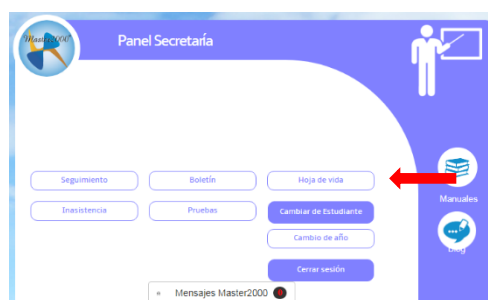 Master2000
Panel Secretaría
Seguimiento
Boletín
Hoja de vida
Inasistencia
Pruebas
Cambiar de Estudiante
Cambio de año
Cerrar sesión
Manuales
Blog
Mensajes Master2000